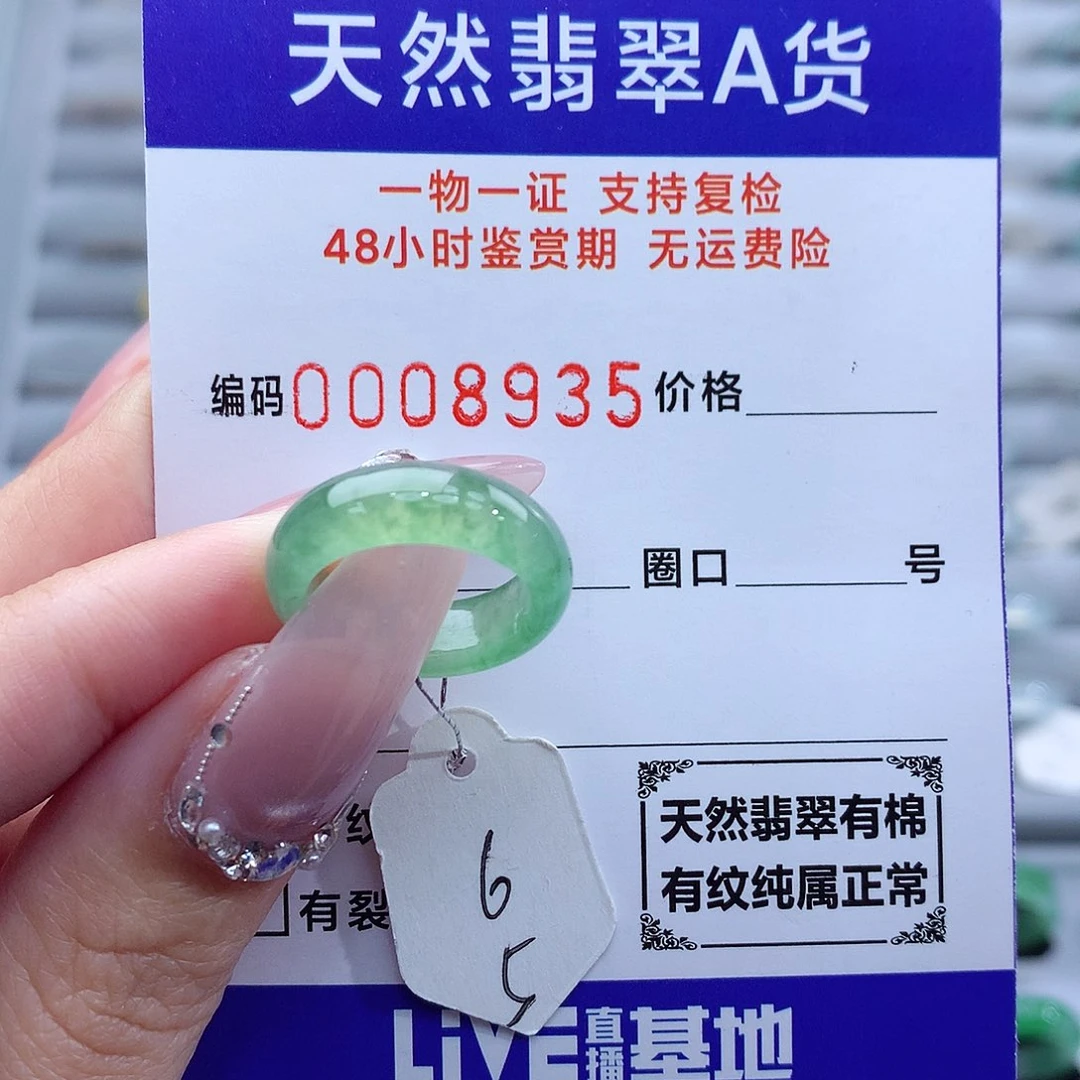 天然翡翠A货
一物一证 支持复检
48小时鉴赏期 无运费险
编码0008935价格
圈口 号
天然翡翠有棉
有纹纯属正常
有裂
6
5
LiVE直播基地